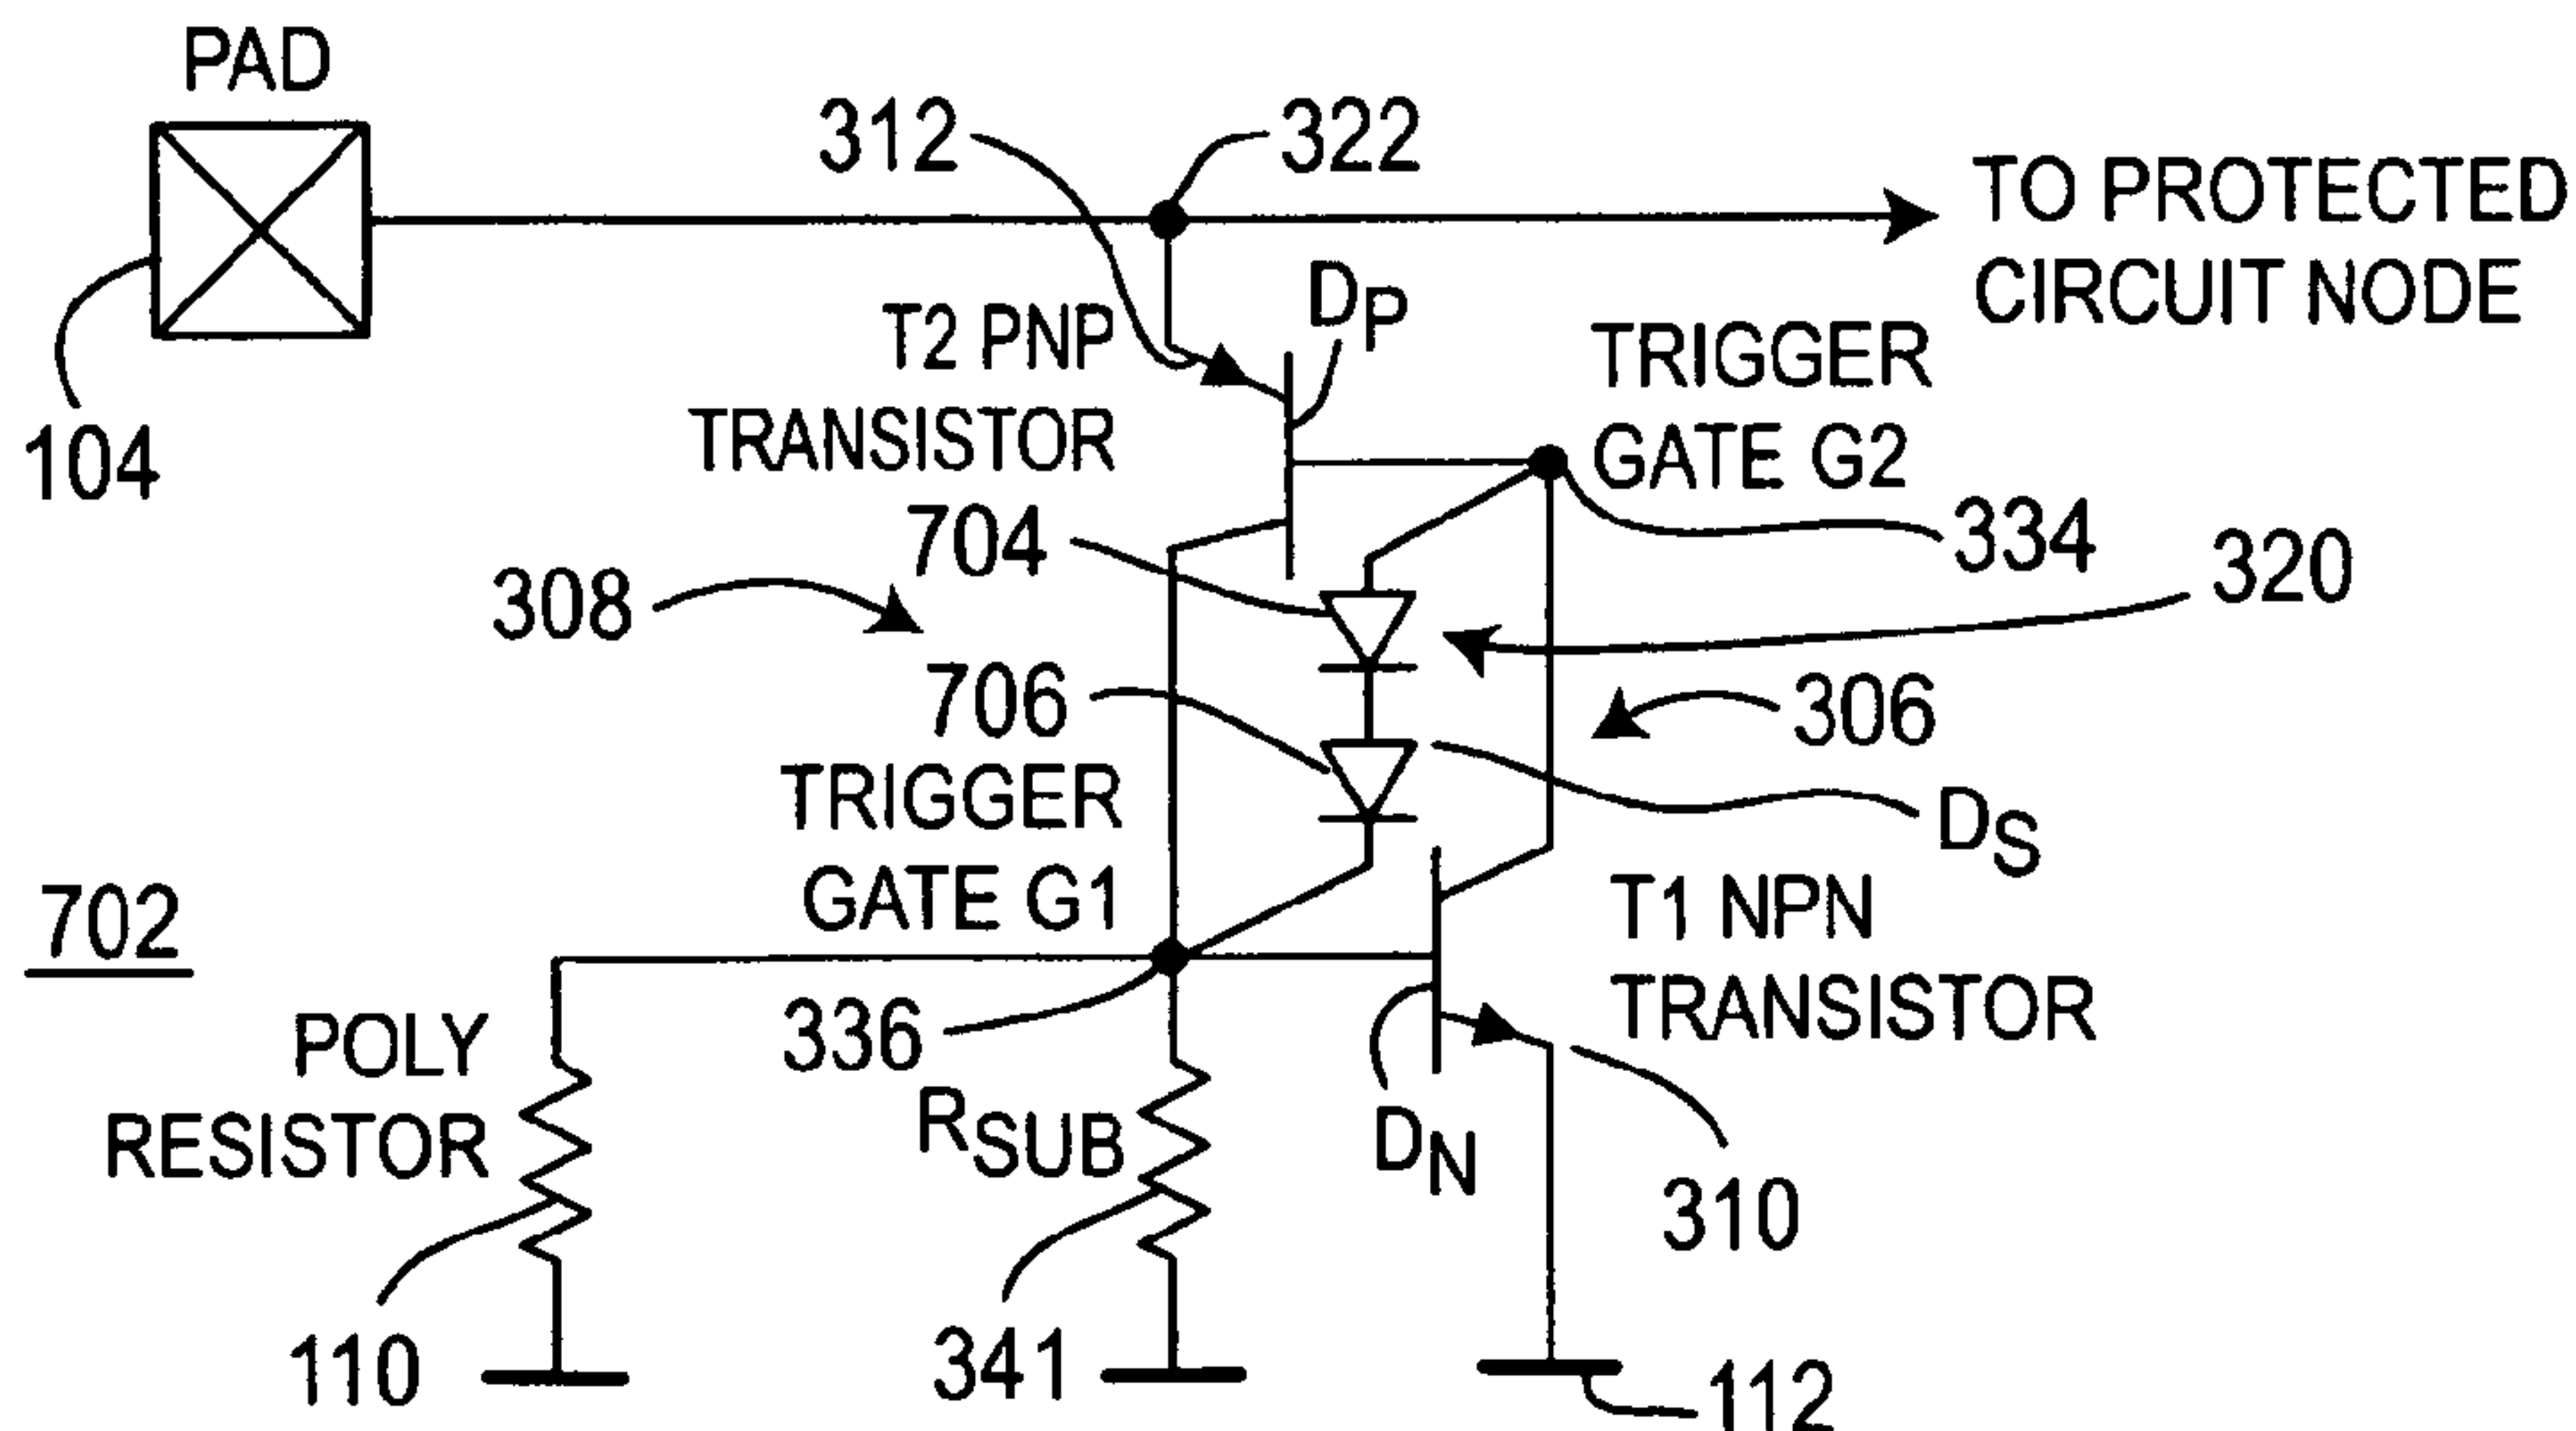 PAD
312
322
TO PROTECTED
CIRCUIT NODE
104
T2 PNP
TRANSISTOR
DP
TRIGGER
GATE G2
704
334
308
320
706
306
TRIGGER
GATE G1
DS
702
T1 NPN
TRANSISTOR
336
POLY
RESISTOR
RSUB
DN
310
110
341
112